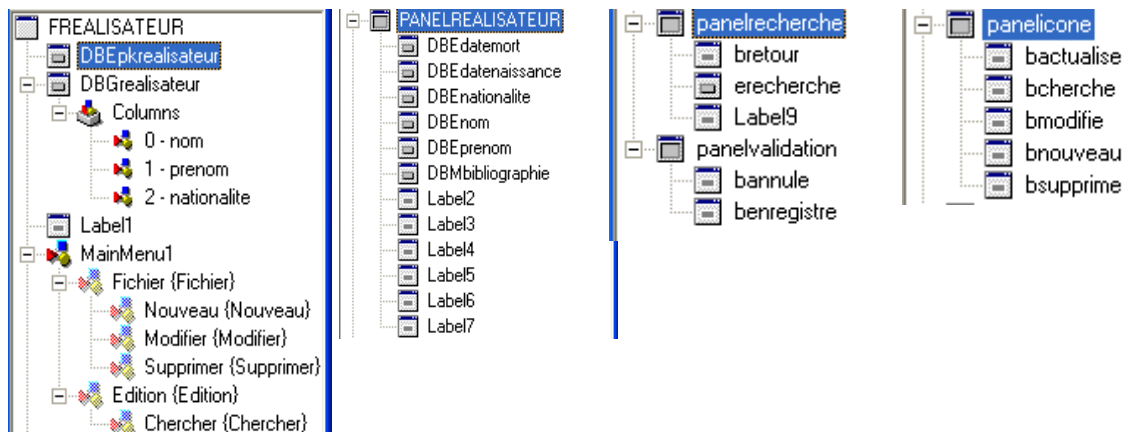 FREALISATEUR
DBEpkrealisateur
DBGrealisateur
Columns
0 - nom
1 - prenom
2 - nationalite
Label1
MainMenu1
Fichier {Fichier}
Nouveau {Nouveau}
Modifier {Modifier}
Supprimer {Supprimer}
Edition {Edition}
Chercher {Chercher}
PANELREALISATEUR
DBEdatemort
DBEdatenaissance
DBEnationalite
DBEnom
DBEprenom
DBMbibliographie
Label2
Label3
Label4
Label5
Label6
Label7
panelrecherche
bretour
erecherche
Label9
panelvalidation
bannule
benregistre
panelicone
bactualise
bcherche
bmodifie
bnouveau
bsupprime